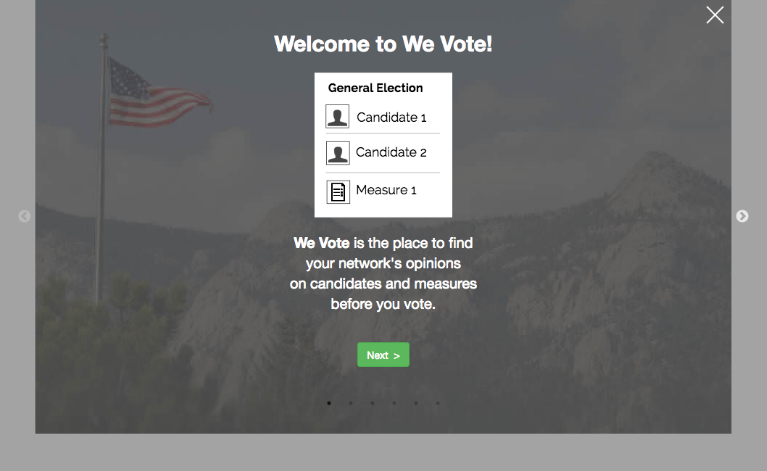 Welcome to We Vote!
General Election
Candidate 1
Candidate 2
Measure 1
We Vote is the place to find
your network's opinions
on candidates and measures
before you vote.
Next >